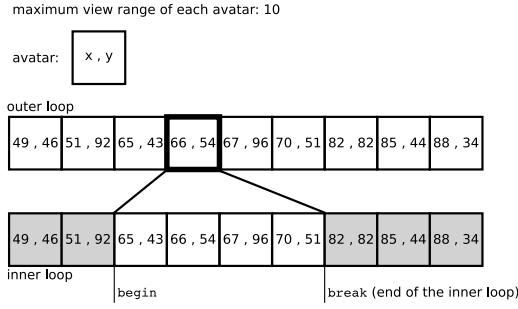 maximum view range of each avatar: 10
avatar: x , y
outer loop
49 , 46 51 , 92 65 , 43 66 , 54 67 , 96 70 , 51 82 , 82 85 , 44 88 , 34
49 , 46 51 , 92 65 , 43 66 , 54 67 , 96 70 , 51 82 , 82 85 , 44 88 , 34
inner loop
begin break (end of the inner loop)